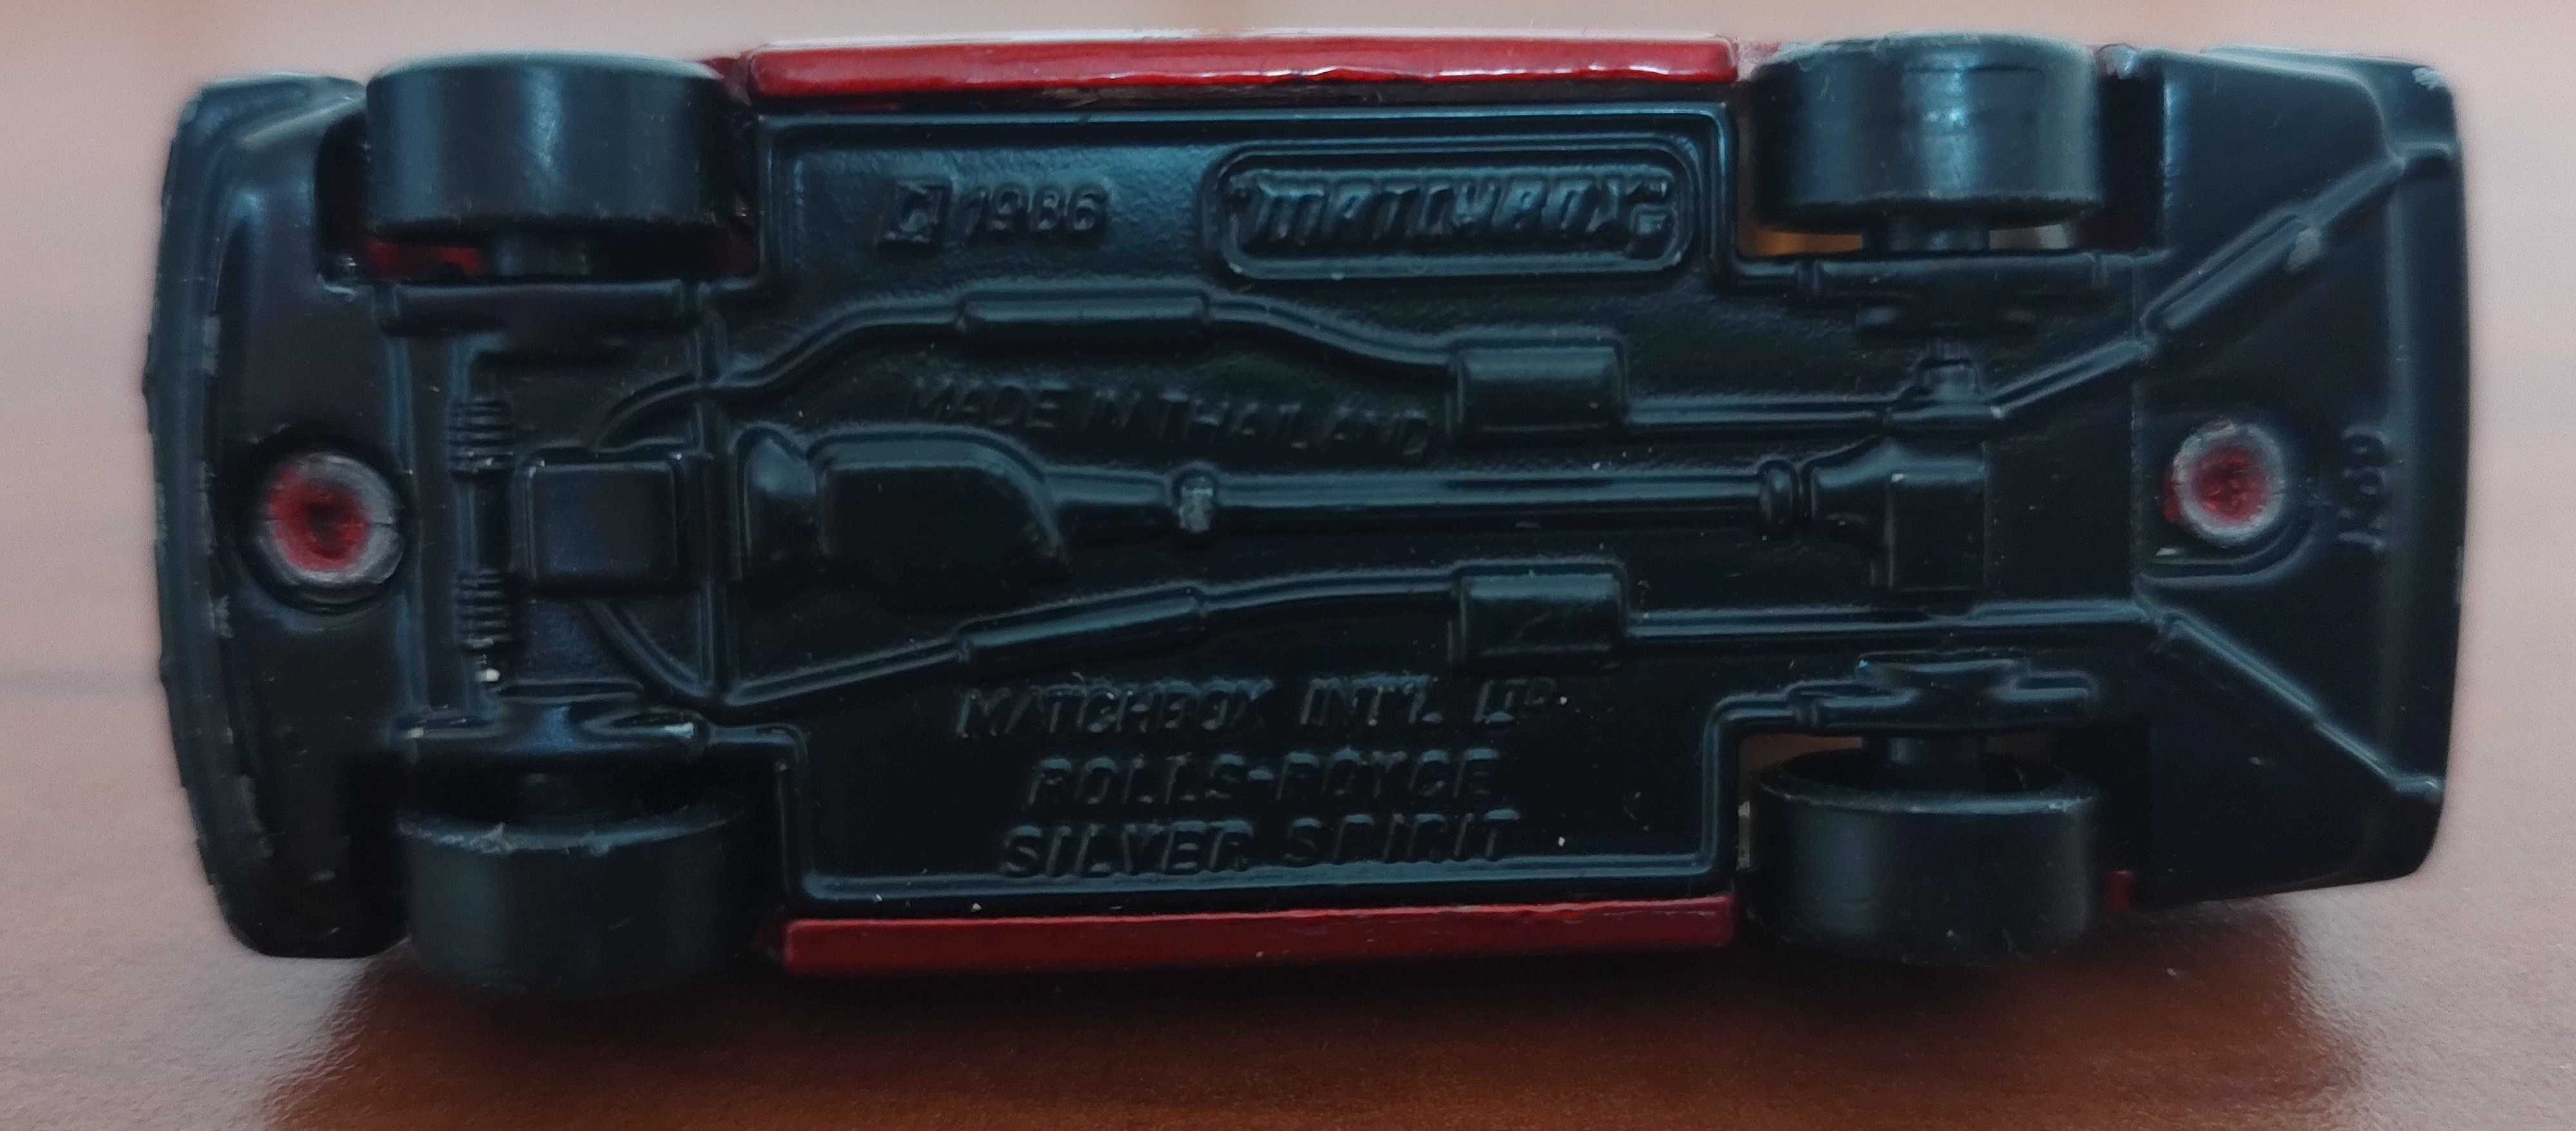 © 1986
"MATCHBOX"
MADE IN THAILAND
MATCHBOX INT'L LTD.
ROLLS-ROYCE
SILVER SPIRIT